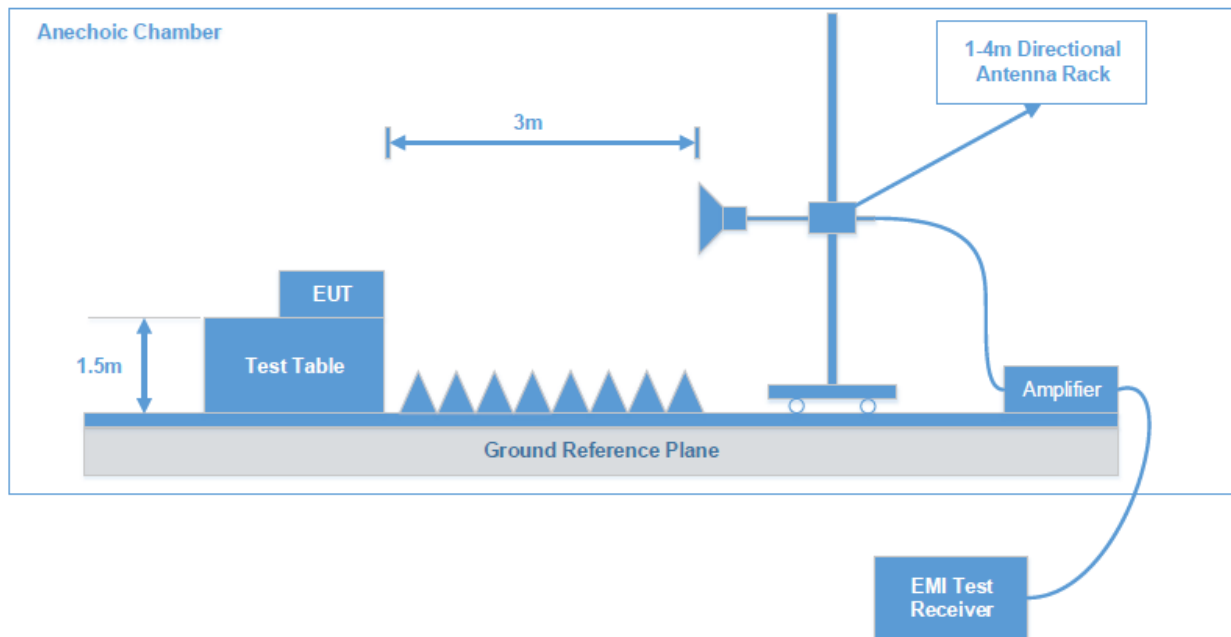 Anechoic Chamber
1-4m Directional
Antenna Rack
3m
EUT
1.5m
Test Table
Amplifier
Ground Reference Plane
EMI Test
Receiver